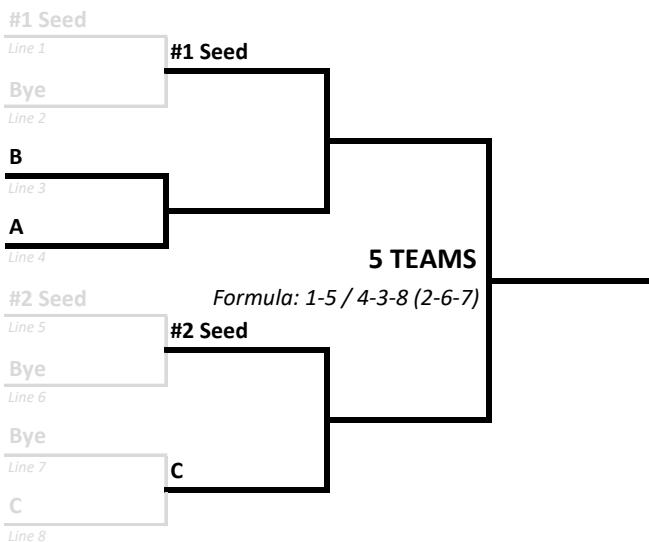 #1 Seed
Line 1
#1 Seed
Bye
Line 2
B
Line 3
A
Line 4
5 TEAMS
#2 Seed
Formula: 1-5 / 4-3-8 (2-6-7)
Line 5
#2 Seed
Bye
Line 6
Bye
Line 7
C
C
Line 8